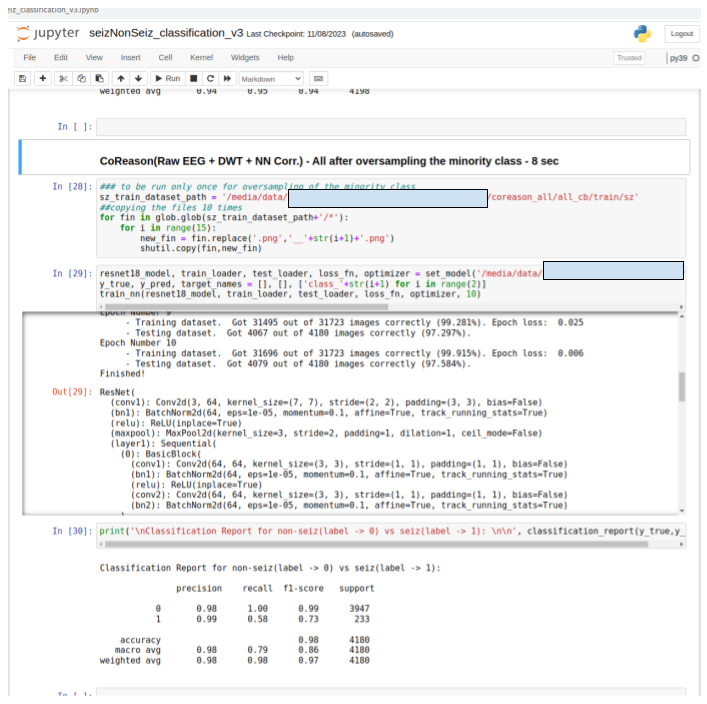 eiz_classification_v3.ipynb
jupyter seizNonSeiz_classification_v3 Last Checkpoint: 11/08/2023 (autosaved)
Logout
File Edit View Insert Cell Kernel Widgets Help
Trusted py39
Run Markdown
weighted avg 0.94 0.95 0.94 4198
In [ ]:
CoReason(Raw EEG + DWT + NN Corr.) - All after oversampling the minority class - 8 sec
In [28]: ### to be run only once for oversampling of the minority class
sz_train_dataset_path = '/media/data/ /coreason_all/all_cb/train/sz'
##copying the files 10 times
for fin in glob.glob(sz_train_dataset_path+'/*'):
for i in range(15):
new_fin = fin.replace('.png','__'+str(i+1)+'.png')
shutil.copy(fin,new_fin)
In [29]: resnet18_model, train_loader, test_loader, loss_fn, optimizer = set_model('/media/data/
y_true, y_pred, target_names = [], [], ['class_'+str(i+1) for i in range(2)]
train_nn(resnet18_model, train_loader, test_loader, loss_fn, optimizer, 10)
Epoch Number 9
- Training dataset. Got 31495 out of 31723 images correctly (99.281%). Epoch loss: 0.025
- Testing dataset. Got 4067 out of 4180 images correctly (97.297%).
Epoch Number 10
- Training dataset. Got 31696 out of 31723 images correctly (99.915%). Epoch loss: 0.006
- Testing dataset. Got 4079 out of 4180 images correctly (97.584%).
Finished!
Out[29]: ResNet(
(conv1): Conv2d(3, 64, kernel_size=(7, 7), stride=(2, 2), padding=(3, 3), bias=False)
(bn1): BatchNorm2d(64, eps=1e-05, momentum=0.1, affine=True, track_running_stats=True)
(relu): ReLU(inplace=True)
(maxpool): MaxPool2d(kernel_size=3, stride=2, padding=1, dilation=1, ceil_mode=False)
(layer1): Sequential(
(0): BasicBlock(
(conv1): Conv2d(64, 64, kernel_size=(3, 3), stride=(1, 1), padding=(1, 1), bias=False)
(bn1): BatchNorm2d(64, eps=1e-05, momentum=0.1, affine=True, track_running_stats=True)
(relu): ReLU(inplace=True)
(conv2): Conv2d(64, 64, kernel_size=(3, 3), stride=(1, 1), padding=(1, 1), bias=False)
(bn2): BatchNorm2d(64, eps=1e-05, momentum=0.1, affine=True, track_running_stats=True)
In [30]: print('\nClassification Report for non-seiz(label -> 0) vs seiz(label -> 1): \n\n', classification_report(y_true,y_
Classification Report for non-seiz(label -> 0) vs seiz(label -> 1):
precision recall f1-score support
0 0.98 1.00 0.99 3947
1 0.99 0.58 0.73 233
accuracy 0.98 4180
macro avg 0.98 0.79 0.86 4180
weighted avg 0.98 0.98 0.97 4180
In [ ]: